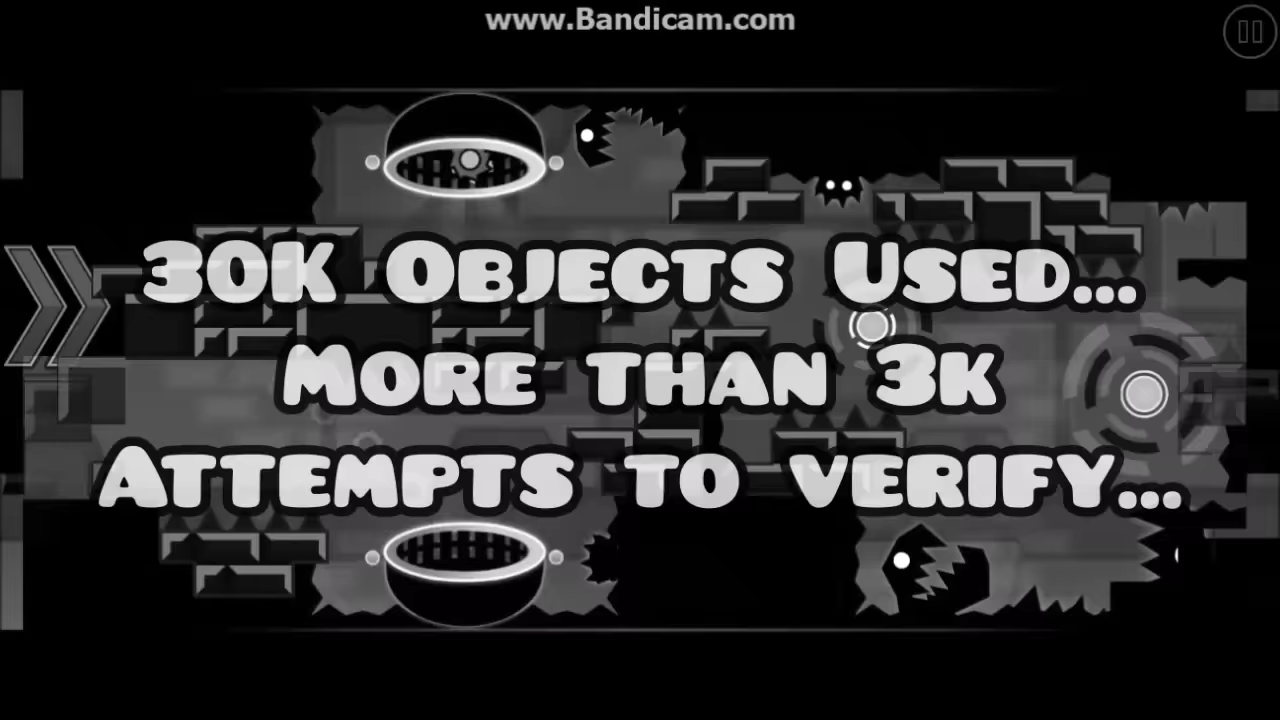 www.Bandicam.com
30K Objects Used...
More than 3k
Attempts to verify...